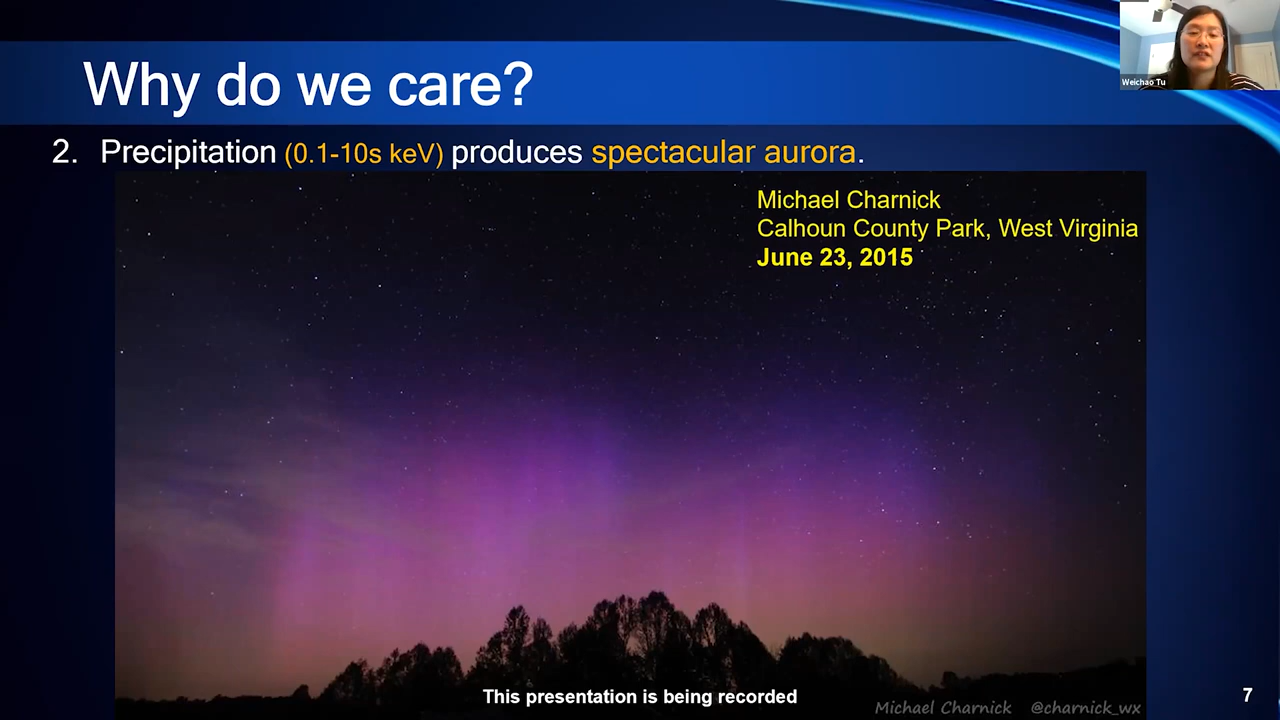 Why do we care?
Weichao Tu
2. Precipitation (0.1-10s keV) produces spectacular aurora.
Michael Charnick
Calhoun County Park, West Virginia
June 23, 2015
This presentation is being recorded
Michael Charnick @charnick_wx
7